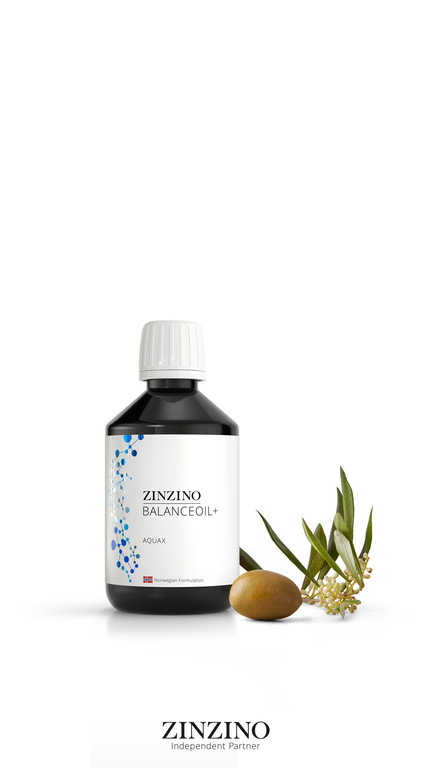 ZINZINO
BALANCEOIL+
AQUAX
Norwegian Formulation
ZINZINO
Independent Partner